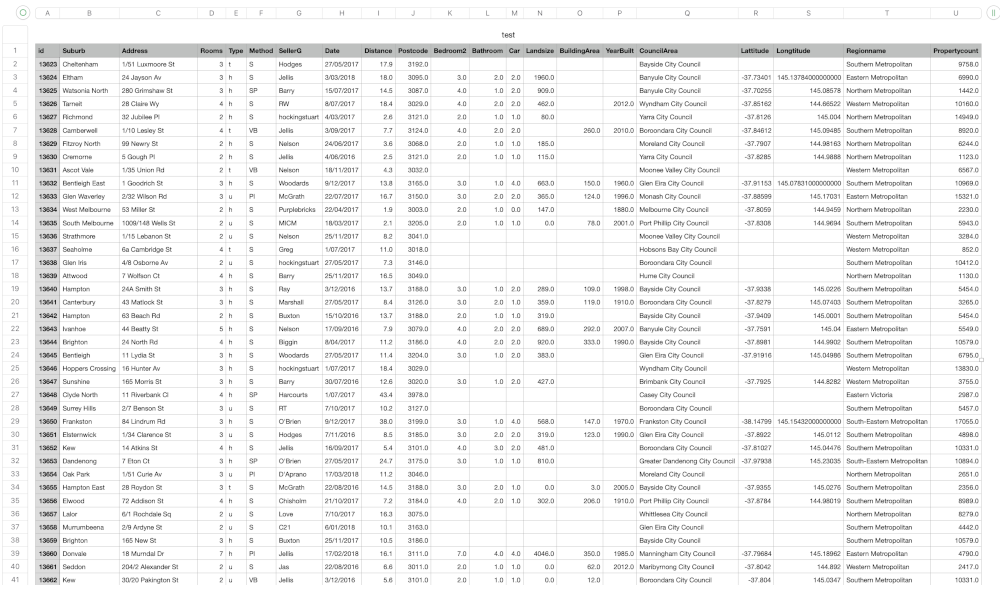 A B C D E F G H I J K L M N O P Q R S T U
test
1 id Suburb Address Rooms Type Method SellerG Date Distance Postcode Bedroom2 Bathroom Car Landsize BuildingArea YearBuilt CouncilArea Lattitude Longtitude Regionname Propertycount
2 13623 Cheltenham 1/51 Luxmoore St 3 t S Hodges 27/05/2017 17.9 3192.0 Bayside City Council Southern Metropolitan 9758.0
3 13624 Eltham 24 Jayson Av 3 h S Jellis 3/03/2018 18.0 3095.0 3.0 2.0 2.0 1960.0 Banyule City Council -37.73401 145.13784000000000 Eastern Metropolitan 6990.0
4 13625 Watsonia North 280 Grimshaw St 3 h SP Barry 15/07/2017 14.5 3087.0 4.0 1.0 2.0 909.0 Banyule City Council -37.70255 145.08578 Northern Metropolitan 1442.0
5 13626 Tarneit 28 Claire Wy 4 h S RW 8/07/2017 18.4 3029.0 4.0 2.0 2.0 462.0 2012.0 Wyndham City Council -37.85162 144.66522 Western Metropolitan 10160.0
6 13627 Richmond 32 Jubilee Pl 2 h S hockingstuart 4/03/2017 2.6 3121.0 2.0 1.0 1.0 80.0 Yarra City Council -37.8126 145.004 Northern Metropolitan 14949.0
7 13628 Camberwell 1/10 Lesley St 4 t VB Jellis 3/09/2017 7.7 3124.0 4.0 2.0 2.0 260.0 2010.0 Boroondara City Council -37.84612 145.09485 Southern Metropolitan 8920.0
8 13629 Fitzroy North 99 Newry St 2 h S Nelson 24/06/2017 3.6 3068.0 2.0 1.0 1.0 185.0 Moreland City Council -37.7907 144.98163 Northern Metropolitan 6244.0
9 13630 Cremorne 5 Gough Pl 2 h S Jellis 4/06/2016 2.5 3121.0 2.0 1.0 1.0 115.0 Yarra City Council -37.8285 144.9888 Northern Metropolitan 1123.0
10 13631 Ascot Vale 1/35 Union Rd 2 t VB Nelson 18/11/2017 4.3 3032.0 Moonee Valley City Council Western Metropolitan 6567.0
11 13632 Bentleigh East 1 Goodrich St 3 h S Woodards 9/12/2017 13.8 3165.0 3.0 1.0 4.0 663.0 150.0 1960.0 Glen Eira City Council -37.91153 145.07831000000000 Southern Metropolitan 10969.0
12 13633 Glen Waverley 2/32 Wilson Rd 3 u PI McGrath 22/07/2017 16.7 3150.0 3.0 2.0 2.0 365.0 124.0 1996.0 Monash City Council -37.88599 145.17031 Eastern Metropolitan 15321.0
13 13634 West Melbourne 53 Miller St 2 h S Purplebricks 22/04/2017 1.9 3003.0 2.0 1.0 0.0 147.0 1880.0 Melbourne City Council -37.8059 144.9459 Northern Metropolitan 2230.0
14 13635 South Melbourne 1009/148 Wells St 2 u S MICM 18/03/2017 2.1 3205.0 2.0 1.0 1.0 0.0 78.0 2001.0 Port Phillip City Council -37.8308 144.9694 Southern Metropolitan 5943.0
15 13636 Strathmore 1/15 Lebanon St 2 u S Nelson 25/11/2017 8.2 3041.0 Moonee Valley City Council Western Metropolitan 3284.0
16 13637 Seaholme 6a Cambridge St 4 t S Greg 1/07/2017 11.0 3018.0 Hobsons Bay City Council Western Metropolitan 852.0
17 13638 Glen Iris 4/8 Osborne Av 2 u S hockingstuart 27/05/2017 7.3 3146.0 Boroondara City Council Southern Metropolitan 10412.0
18 13639 Attwood 7 Wolfson Ct 4 h S Barry 25/11/2017 16.5 3049.0 Hume City Council Northern Metropolitan 1130.0
19 13640 Hampton 24A Smith St 3 h S Ray 3/12/2016 13.7 3188.0 3.0 1.0 2.0 289.0 109.0 1998.0 Bayside City Council -37.9338 145.0226 Southern Metropolitan 5454.0
20 13641 Canterbury 43 Matlock St 3 h S Marshall 27/05/2017 8.4 3126.0 3.0 2.0 1.0 359.0 119.0 1910.0 Boroondara City Council -37.8279 145.07403 Southern Metropolitan 3265.0
21 13642 Hampton 63 Beach Rd 2 h S Buxton 15/10/2016 13.7 3188.0 2.0 1.0 1.0 319.0 Bayside City Council -37.9409 145.0001 Southern Metropolitan 5454.0
22 13643 Ivanhoe 44 Beatty St 5 h S Nelson 17/09/2016 7.9 3079.0 4.0 2.0 2.0 689.0 292.0 2007.0 Banyule City Council -37.7591 145.04 Eastern Metropolitan 5549.0
23 13644 Brighton 24 North Rd 4 h S Biggin 8/04/2017 11.2 3186.0 4.0 2.0 2.0 920.0 333.0 1990.0 Bayside City Council -37.8981 144.9902 Southern Metropolitan 10579.0
24 13645 Bentleigh 11 Lydia St 3 h S Woodards 27/05/2017 11.4 3204.0 3.0 1.0 2.0 383.0 Glen Eira City Council -37.91916 145.04986 Southern Metropolitan 6795.0
25 13646 Hoppers Crossing 16 Hunter Av 3 h S hockingstuart 1/07/2017 18.4 3029.0 Wyndham City Council Western Metropolitan 13830.0
26 13647 Sunshine 165 Morris St 3 h S Barry 30/07/2016 12.6 3020.0 3.0 1.0 2.0 427.0 Brimbank City Council -37.7925 144.8282 Western Metropolitan 3755.0
27 13648 Clyde North 11 Riverbank Cl 4 h SP Harcourts 1/07/2017 43.4 3978.0 Casey City Council Eastern Victoria 2987.0
28 13649 Surrey Hills 2/7 Benson St 3 u S RT 7/10/2017 10.2 3127.0 Boroondara City Council Southern Metropolitan 5457.0
29 13650 Frankston 84 Lindrum Rd 3 h S O'Brien 9/12/2017 38.0 3199.0 3.0 1.0 4.0 568.0 147.0 1970.0 Frankston City Council -38.14799 145.15432000000000 South-Eastern Metropolitan 17055.0
30 13651 Elsternwick 1/34 Clarence St 3 u S Hodges 7/11/2016 8.5 3185.0 3.0 2.0 2.0 319.0 123.0 1990.0 Glen Eira City Council -37.8922 145.0112 Southern Metropolitan 4898.0
31 13652 Kew 14 Atkins St 4 h S Jellis 16/09/2017 5.4 3101.0 4.0 3.0 2.0 481.0 Boroondara City Council -37.81027 145.04476 Southern Metropolitan 10331.0
32 13653 Dandenong 7 Eton Ct 3 h SP O'Brien 27/05/2017 24.7 3175.0 3.0 1.0 1.0 810.0 Greater Dandenong City Council -37.97938 145.23035 South-Eastern Metropolitan 10894.0
33 13654 Oak Park 1/51 Curie Av 3 u PI D'Aprano 17/03/2018 11.2 3046.0 Moreland City Council Northern Metropolitan 2651.0
34 13655 Hampton East 28 Roydon St 3 t S McGrath 22/08/2016 14.5 3188.0 2.0 1.0 2.0 0.0 3.0 2005.0 Bayside City Council -37.9355 145.0276 Southern Metropolitan 2356.0
35 13656 Elwood 72 Addison St 4 h S Chisholm 21/10/2017 7.2 3184.0 4.0 2.0 1.0 302.0 206.0 1910.0 Port Phillip City Council -37.8784 144.98019 Southern Metropolitan 8989.0
36 13657 Lalor 6/1 Rochdale Sq 2 u S Love 7/10/2017 16.3 3075.0 Whittlesea City Council Northern Metropolitan 8279.0
37 13658 Murrumbeena 2/9 Ardyne St 2 u S C21 6/01/2018 10.1 3163.0 Glen Eira City Council Southern Metropolitan 4442.0
38 13659 Brighton 165 New St 3 h S Buxton 25/11/2017 10.5 3186.0 Bayside City Council Southern Metropolitan 10579.0
39 13660 Donvale 18 Mumdal Dr 7 h PI Jellis 17/02/2018 16.1 3111.0 7.0 4.0 4.0 4046.0 350.0 1985.0 Manningham City Council -37.79684 145.18962 Eastern Metropolitan 4790.0
40 13661 Seddon 204/2 Alexander St 2 u S Jas 22/08/2016 6.6 3011.0 2.0 1.0 1.0 0.0 62.0 2012.0 Maribyrnong City Council -37.8042 144.892 Western Metropolitan 2417.0
41 13662 Kew 30/20 Pakington St 2 u VB Jellis 3/12/2016 5.6 3101.0 2.0 1.0 1.0 0.0 12.0 Boroondara City Council -37.804 145.0347 Southern Metropolitan 10331.0